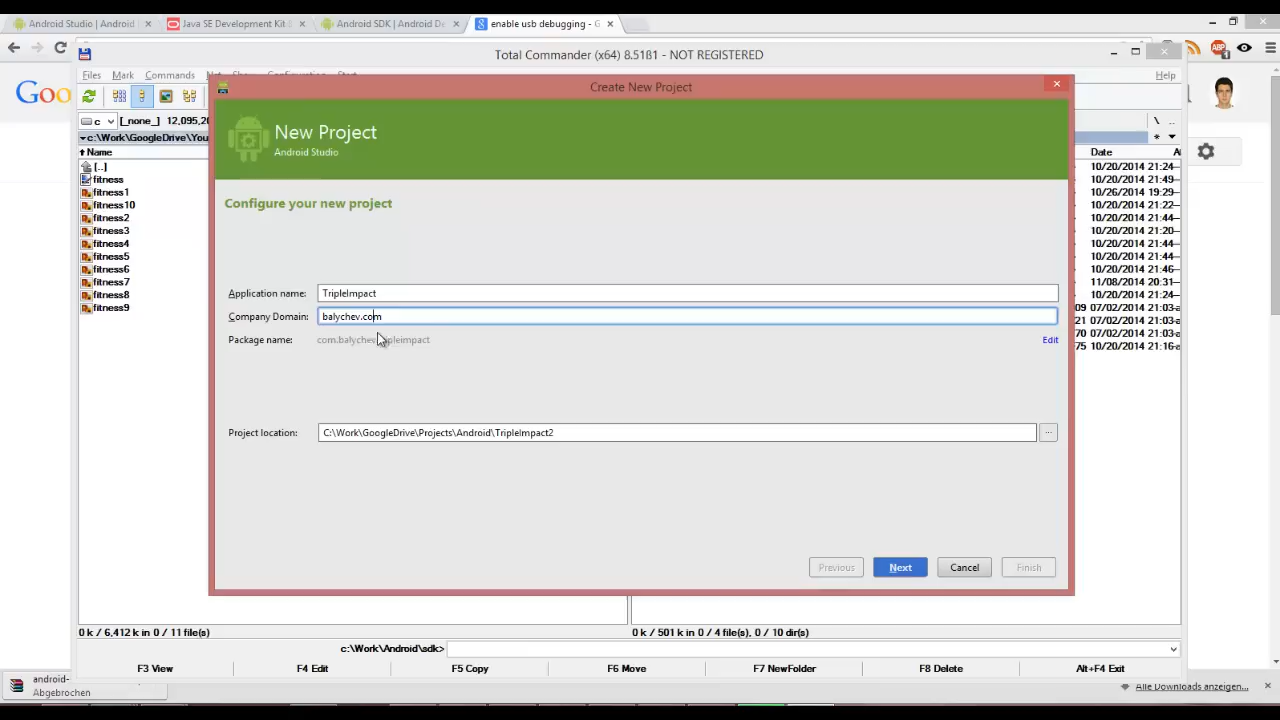 Android Studio | Android
Java SE Development Kit
Android SDK | Android De
enable usb debugging - G
Total Commander (x64) 8.5181 - NOT REGISTERED
Files Mark Commands Start Help
Create New Project
Goo
c [_none_] 12,095,20
c:\Work\GoogleDrive\You
Name
[..]
fitness
fitness1
fitness10
fitness2
fitness3
fitness4
fitness5
fitness6
fitness7
fitness8
fitness9
New Project
Android Studio
Configure your new project
Application name: TripleImpact
Company Domain: balychev.com
Package name:
Edit
Project location: C:\Work\GoogleDrive\Projects\Android\TripleImpact2
...
Previous Next Cancel Finish
Date
10/20/2014 21:24
10/20/2014 21:49
10/26/2014 19:29
10/20/2014 21:22
10/20/2014 21:44
10/20/2014 21:20
10/20/2014 21:44
10/20/2014 21:44
10/20/2014 21:46
11/08/2014 20:31
09 07/02/2014 21:03
21 07/02/2014 21:03
07/02/2014 21:03
75 10/20/2014 21:16
0 k / 6,412 k in 0 / 11 file(s)
0 k / 501 k in 0 / 4 file(s), 0 / 10 dir(s)
c:\Work\Android\sdk>
F3 View F4 Edit F5 Copy F6 Move F7 NewFolder F8 Delete Alt+F4 Exit
android-
Abgebrochen
Alle Downloads anzeigen...